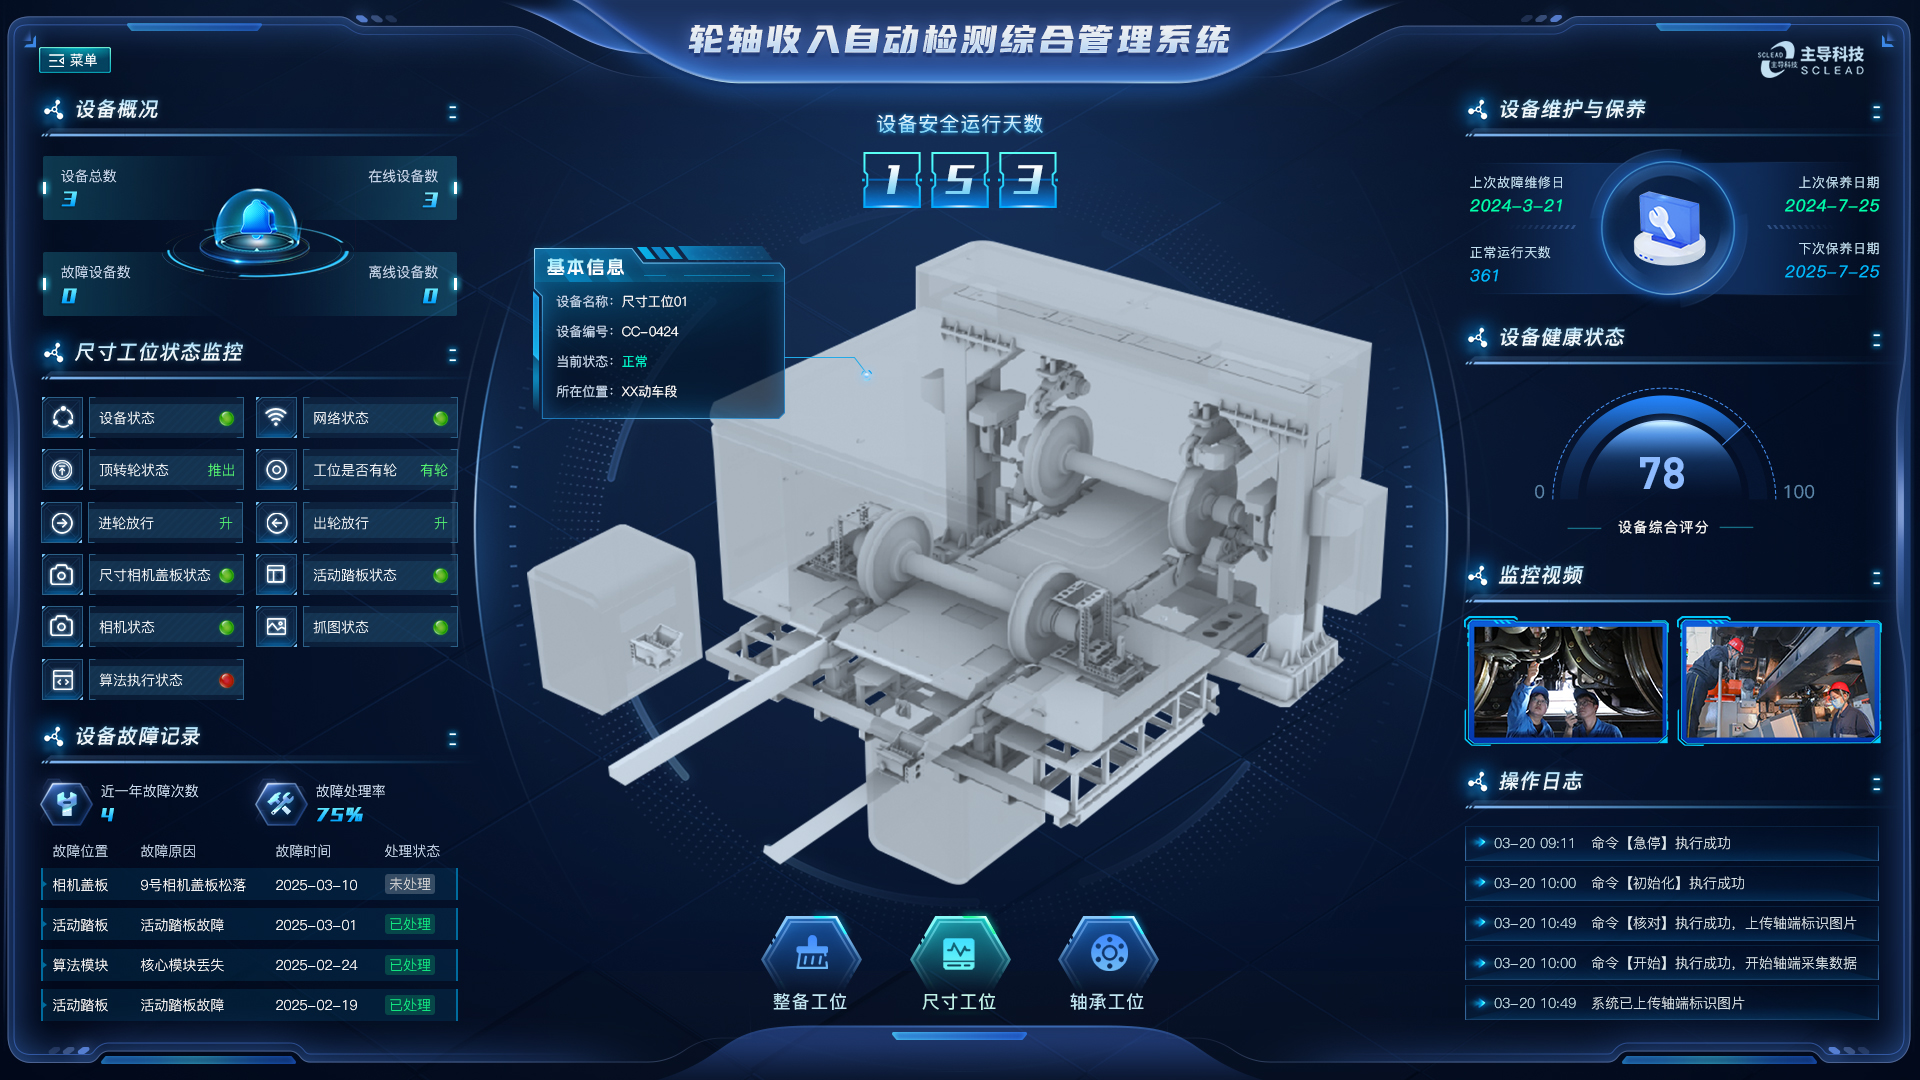 轮轴收入自动检测综合管理系统
菜单
SCLEAD
主导科技
主导科技
SCLEAD
设备概况
设备总数
3
在线设备数
3
故障设备数
0
离线设备数
0
尺寸工位状态监控
设备状态
网络状态
顶转轮状态 推出
工位是否有轮 有轮
进轮放行 升
出轮放行 升
尺寸相机盖板状态
活动踏板状态
相机状态
抓图状态
算法执行状态
设备故障记录
近一年故障次数
4
故障处理率
75%
故障位置 故障原因 故障时间 处理状态
相机盖板 9号相机盖板松落 2025-03-10 未处理
活动踏板 活动踏板故障 2025-03-01 已处理
算法模块 核心模块丢失 2025-02-24 已处理
活动踏板 活动踏板故障 2025-02-19 已处理
设备安全运行天数
153
基本信息
设备名称：尺寸工位01
设备编号：CC-0424
当前状态：正常
所在位置：XX动车段
整备工位
尺寸工位
轴承工位
设备维护与保养
上次故障维修日
2024-3-21
上次保养日期
2024-7-25
正常运行天数
361
下次保养日期
2025-7-25
设备健康状态
78
0
100
设备综合评分
监控视频
操作日志
03-20 09:11 命令【急停】执行成功
03-20 10:00 命令【初始化】执行成功
03-20 10:49 命令【核对】执行成功，上传轴端标识图片
03-20 10:00 命令【开始】执行成功，开始轴端采集数据
03-20 10:49 系统已上传轴端标识图片